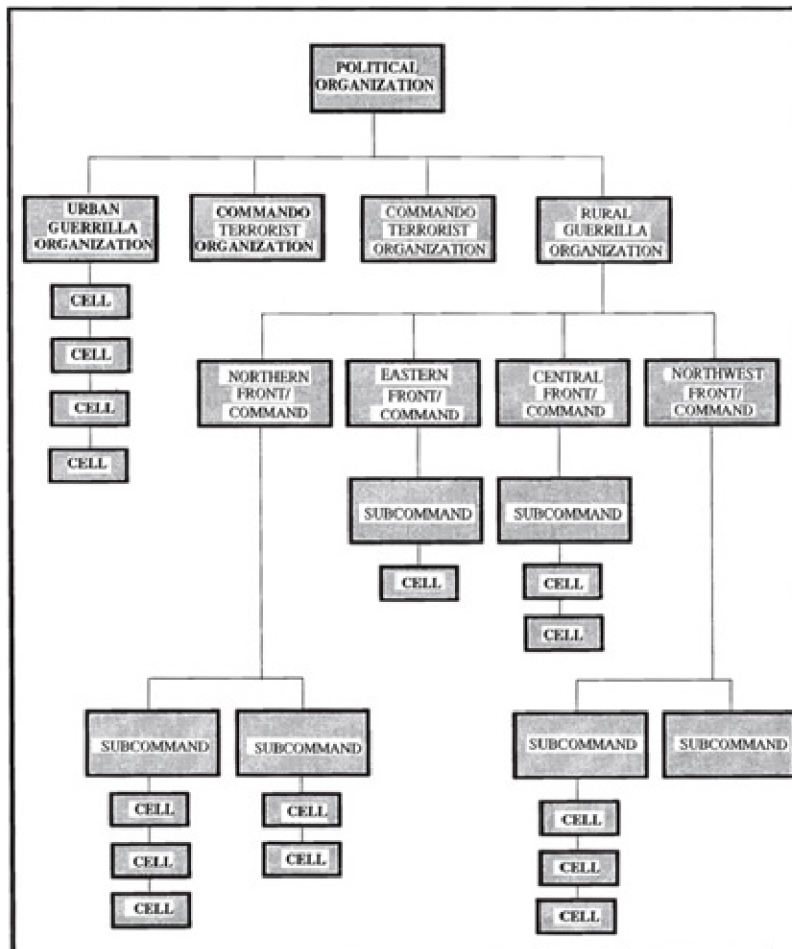 POLITICAL
ORGANIZATION
URBAN
GUERRILLA
ORGANIZATION
COMMANDO
TERRORIST
ORGANIZATION
COMMANDO
TERRORIST
ORGANIZATION
RURAL
GUERRILLA
ORGANIZATION
CELL
CELL
CELL
CELL
NORTHERN
FRONT/
COMMAND
EASTERN
FRONT/
COMMAND
CENTRAL
FRONT/
COMMAND
NORTHWEST
FRONT/
COMMAND
SUBCOMMAND
SUBCOMMAND
CELL
CELL
CELL
SUBCOMMAND
SUBCOMMAND
SUBCOMMAND
SUBCOMMAND
CELL
CELL
CELL
CELL
CELL
CELL
CELL
CELL